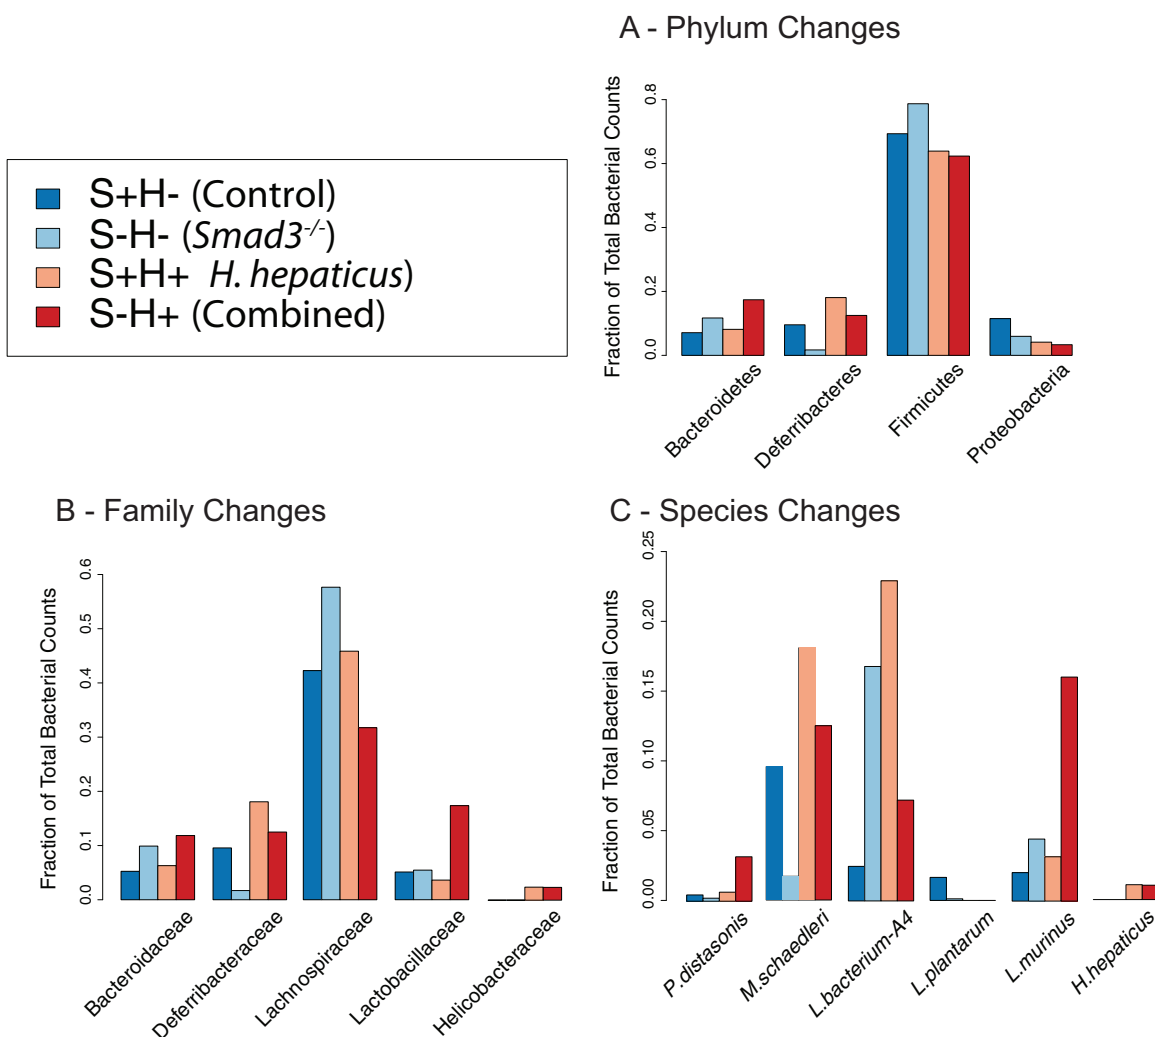 A - Phylum Changes
S+H- (Control)
S-H- (Smad3-/-)
S+H+ H. hepaticus)
S-H+ (Combined)
Fraction of Total Bacterial Counts
0.8
0.6
0.4
0.2
0.0
Bacteroidetes
Deferribacteres
Firmicutes
Proteobacteria
B - Family Changes
Fraction of Total Bacterial Counts
0.6
0.5
0.4
0.3
0.2
0.1
0.0
Bacteroidaceae
Deferribacteraceae
Lachnospiraceae
Lactobacillaceae
Helicobacteraceae
C - Species Changes
Fraction of Total Bacterial Counts
0.25
0.20
0.15
0.10
0.05
0.00
P.distasonis
M.schaedleri
L.bacterium-A4
L.plantarum
L.murinus
H.hepaticus